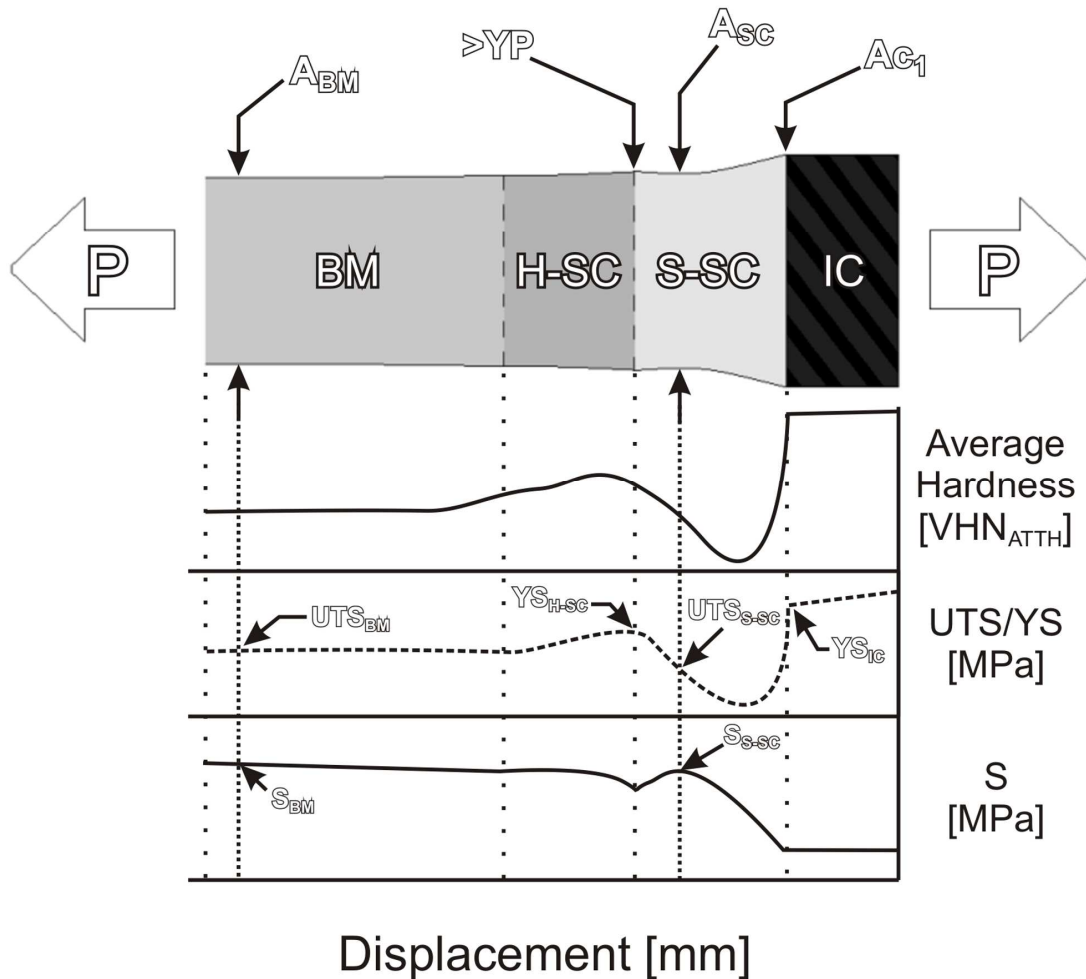 A_BM
>YP
A_SC
Ac_1
P
BM
H-SC
S-SC
IC
P
Average
Hardness
[VHN_ATTH]
UTS_BM
YS_H-SC
UTS_S-SC
YS_IC
UTS/YS
[MPa]
S_BM
S_S-SC
S
[MPa]
Displacement [mm]